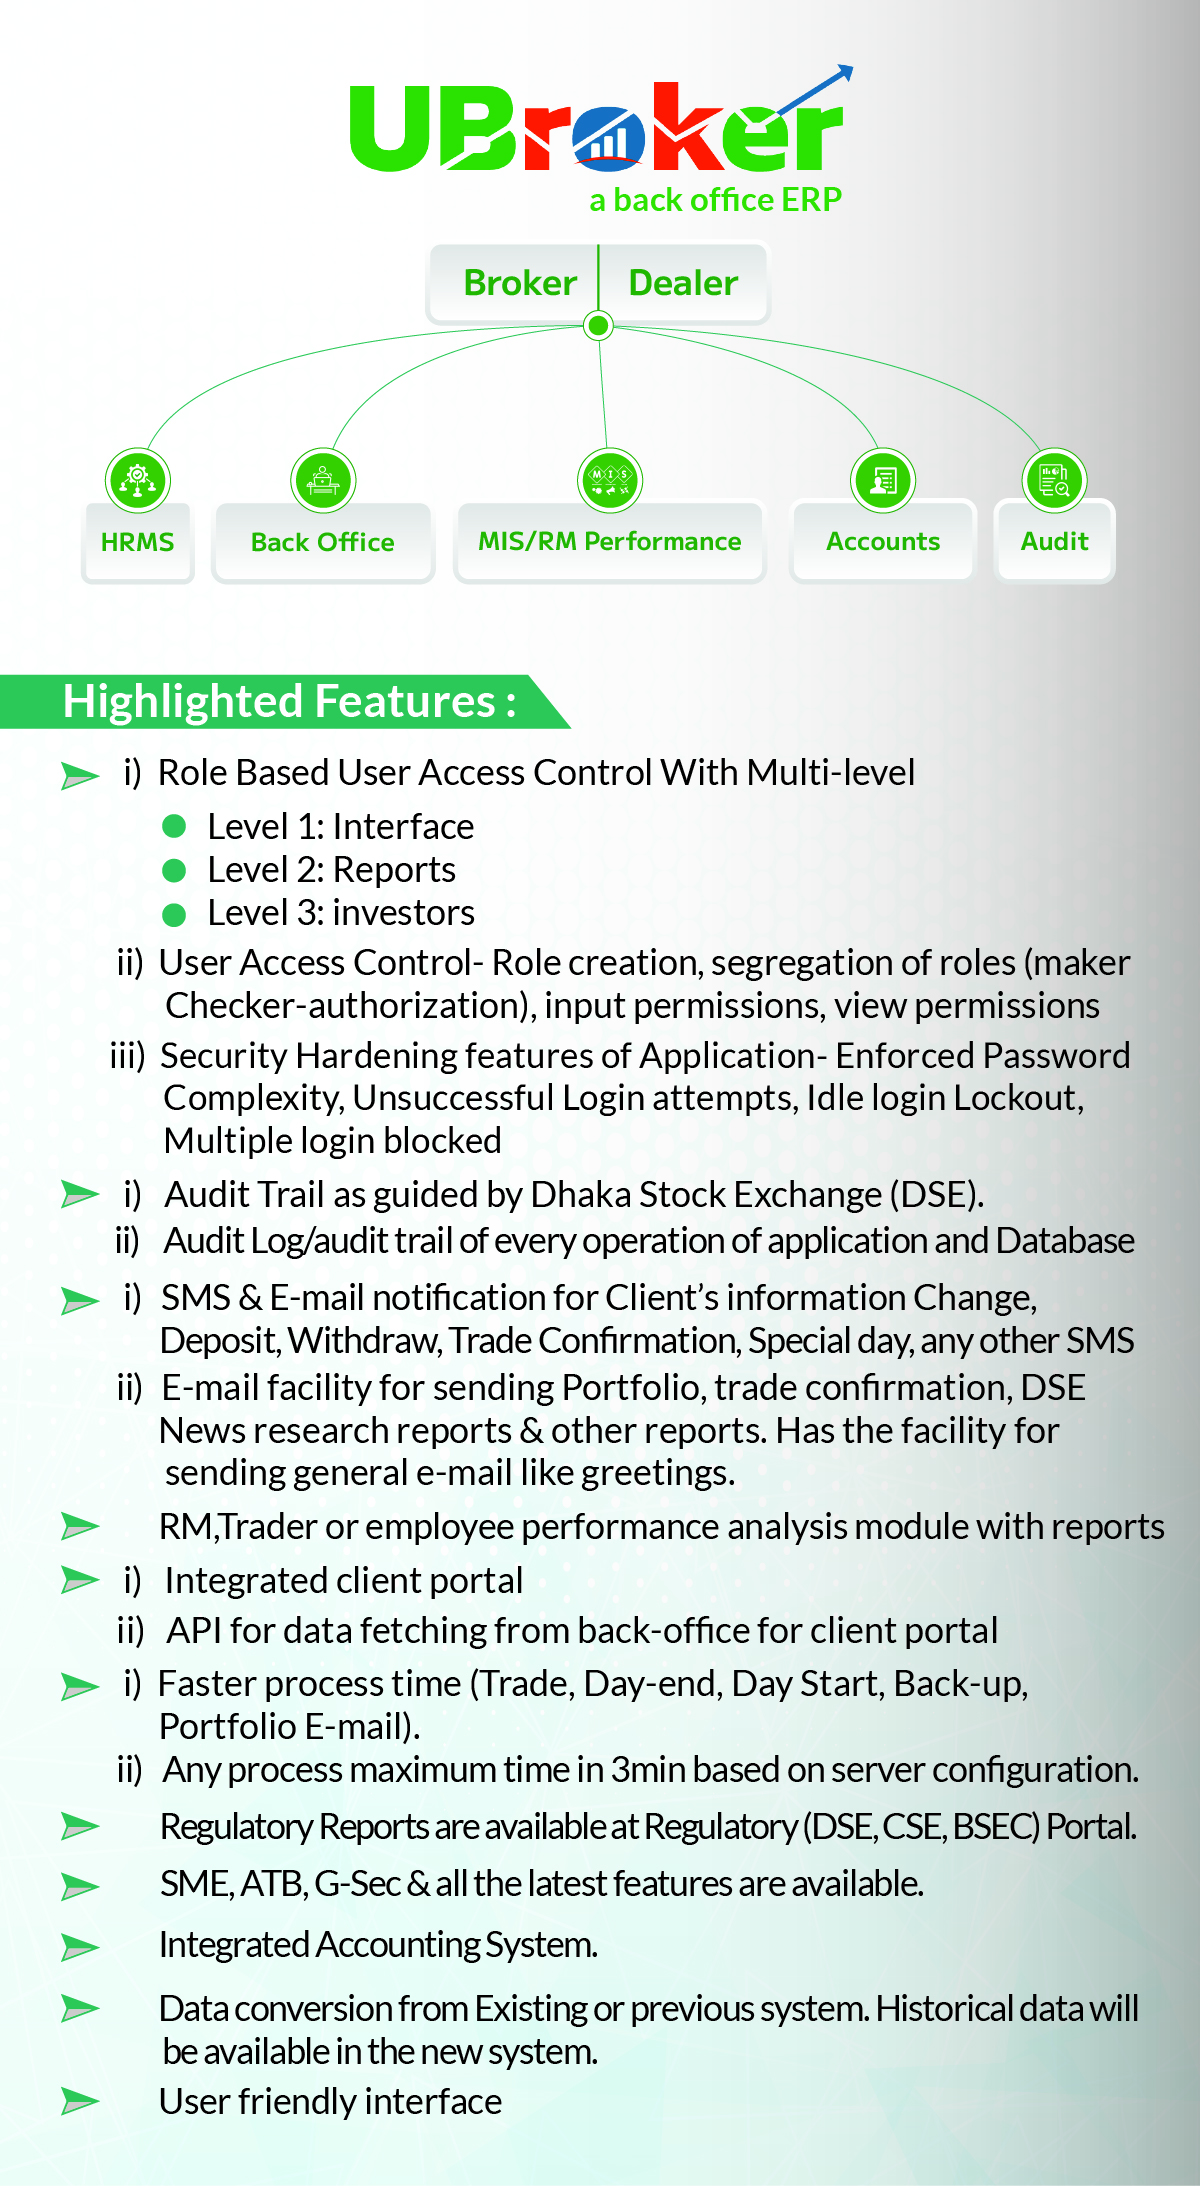 UBroker
a back office ERP
Broker Dealer
M I S
HRMS Back Office MIS/RM Performance Accounts Audit
Highlighted Features :
i) Role Based User Access Control With Multi-level
Level 1: Interface
Level 2: Reports
Level 3: investors
ii) User Access Control- Role creation, segregation of roles (maker
Checker-authorization), input permissions, view permissions
iii) Security Hardening features of Application- Enforced Password
Complexity, Unsuccessful Login attempts, Idle login Lockout,
Multiple login blocked
i) Audit Trail as guided by Dhaka Stock Exchange (DSE).
ii) Audit Log/audit trail of every operation of application and Database
i) SMS & E-mail notification for Client’s information Change,
Deposit, Withdraw, Trade Confirmation, Special day, any other SMS
ii) E-mail facility for sending Portfolio, trade confirmation, DSE
News research reports & other reports. Has the facility for
sending general e-mail like greetings.
RM,Trader or employee performance analysis module with reports
i) Integrated client portal
ii) API for data fetching from back-office for client portal
i) Faster process time (Trade, Day-end, Day Start, Back-up,
Portfolio E-mail).
ii) Any process maximum time in 3min based on server configuration.
Regulatory Reports are available at Regulatory (DSE, CSE, BSEC) Portal.
SME, ATB, G-Sec & all the latest features are available.
Integrated Accounting System.
Data conversion from Existing or previous system. Historical data will
be available in the new system.
User friendly interface